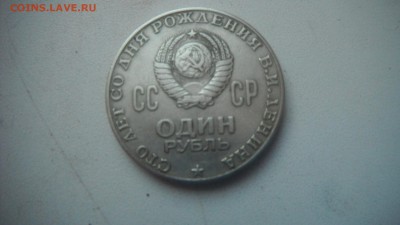 COINS.LAVE.RU
СТО ЛЕТ СО ДНЯ РОЖДЕНИЯ В.И.ЛЕНИНА
СС СР
ОДИН
РУБЛЬ